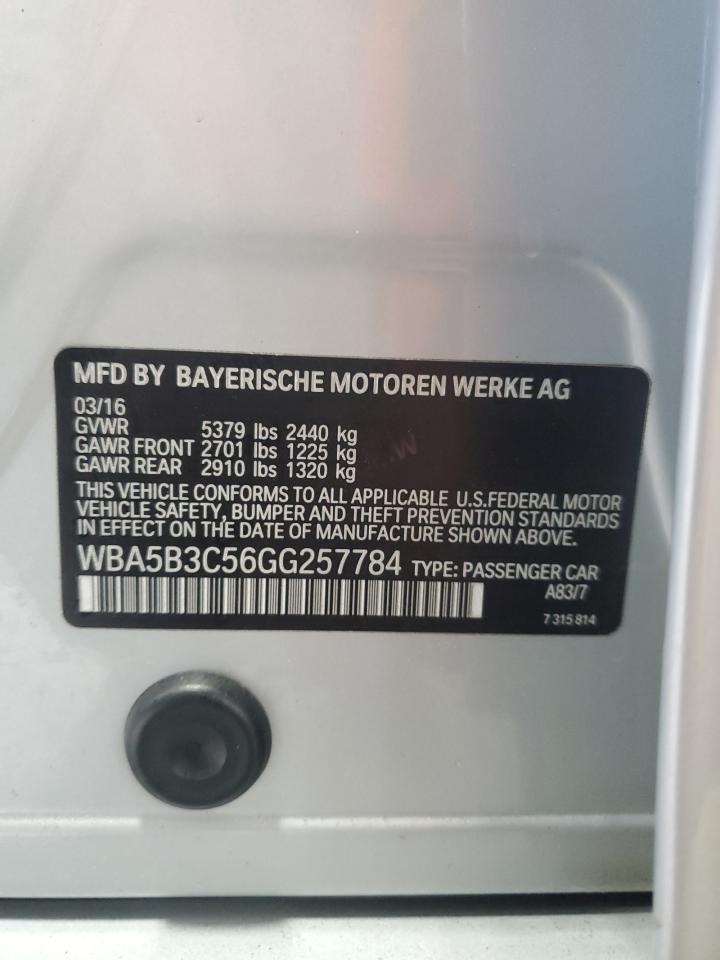 MFD BY BAYERISCHE MOTOREN WERKE AG
03/16
GVWR 5379 lbs 2440 kg
GAWR FRONT 2701 lbs 1225 kg
GAWR REAR 2910 lbs 1320 kg
THIS VEHICLE CONFORMS TO ALL APPLICABLE U.S.FEDERAL MOTOR
VEHICLE SAFETY, BUMPER AND THEFT PREVENTION STANDARDS
IN EFFECT ON THE DATE OF MANUFACTURE SHOWN ABOVE.
WBA5B3C56GG257784 TYPE: PASSENGER CAR
A83/7
7 315 814